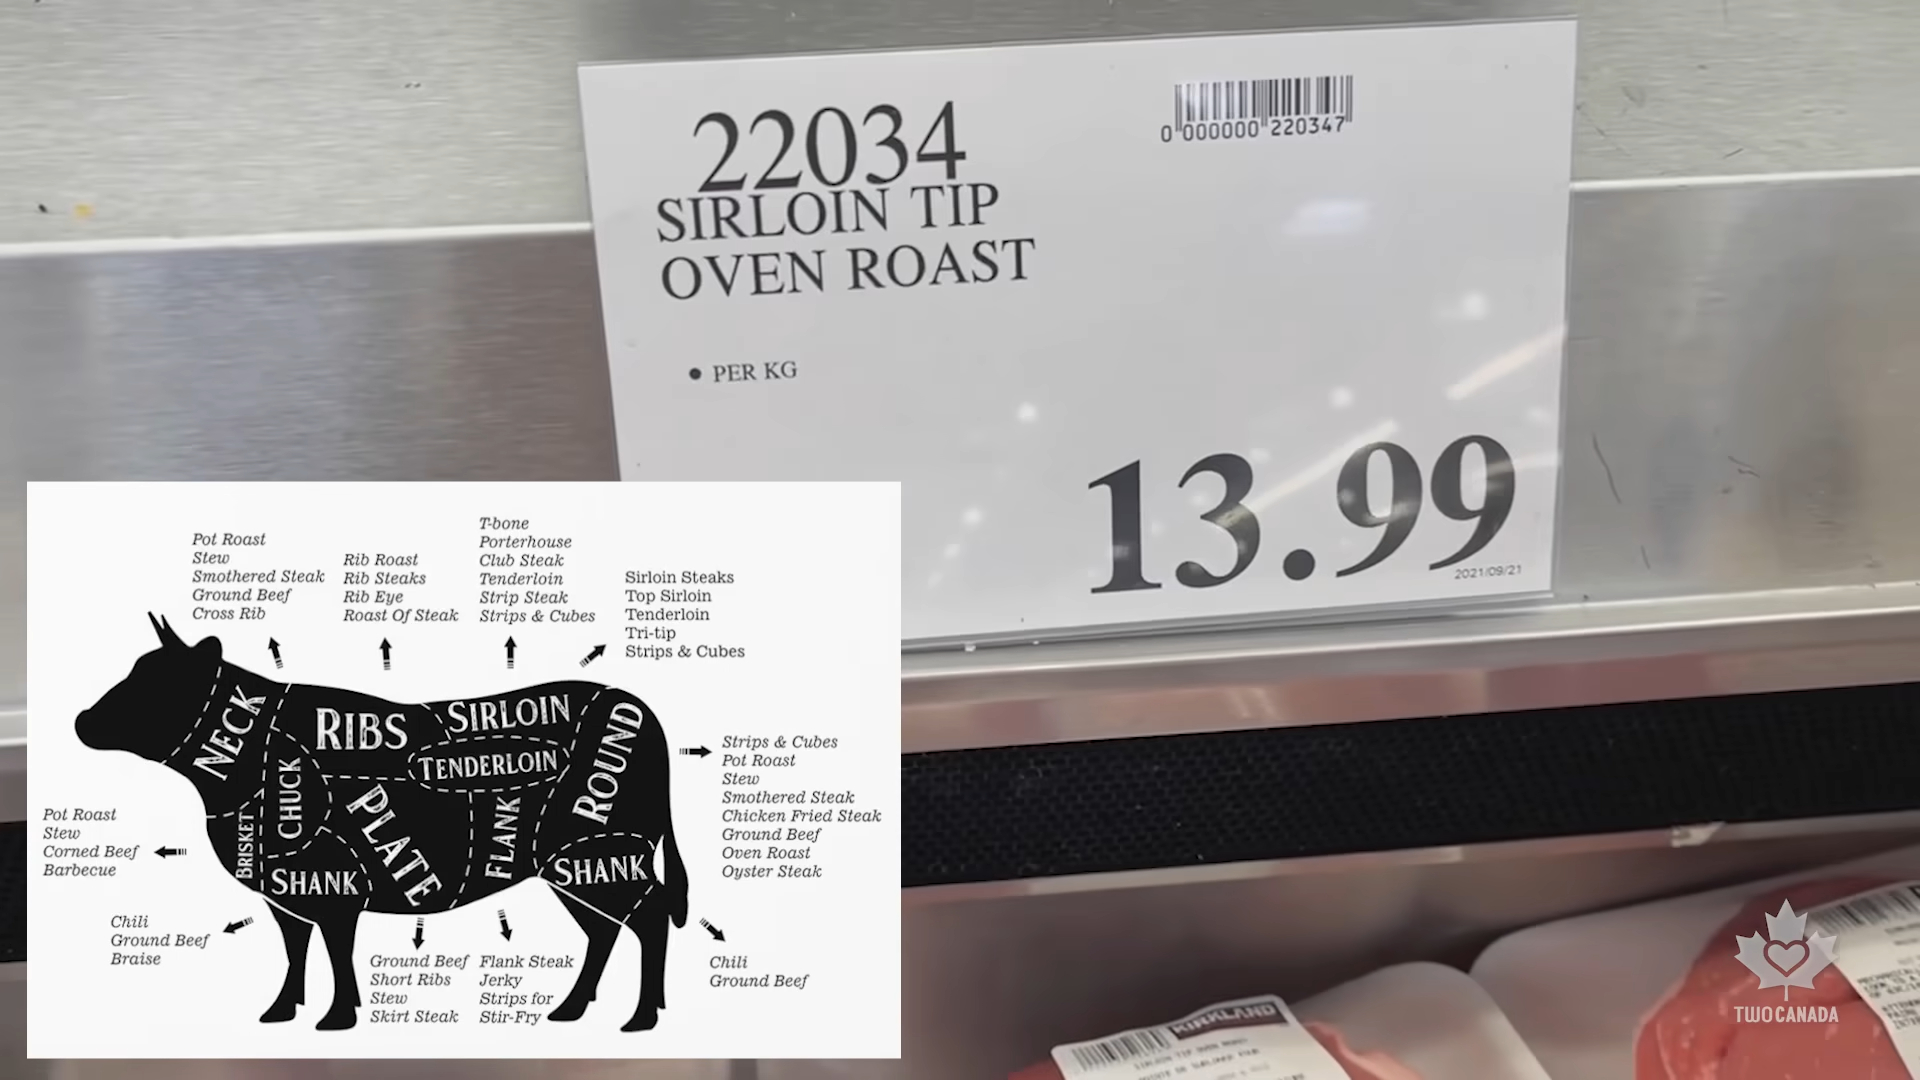 22034
0 000000 220347
SIRLOIN TIP
OVEN ROAST
• PER KG
13.99
2021/09/21
Pot Roast
Stew
Smothered Steak
Ground Beef
Cross Rib
Rib Roast
Rib Steaks
Rib Eye
Roast Of Steak
T-bone
Porterhouse
Club Steak
Tenderloin
Strip Steak
Strips & Cubes
Sirloin Steaks
Top Sirloin
Tenderloin
Tri-tip
Strips & Cubes
NECK
RIBS
SIRLOIN
TENDERLOIN
ROUND
CHUCK
BRISKET
PLATE
FLANK
SHANK
SHANK
Strips & Cubes
Pot Roast
Stew
Smothered Steak
Chicken Fried Steak
Ground Beef
Oven Roast
Oyster Steak
Pot Roast
Stew
Corned Beef
Barbecue
Chili
Ground Beef
Braise
Ground Beef
Short Ribs
Stew
Skirt Steak
Flank Steak
Jerky
Strips for
Stir-Fry
Chili
Ground Beef
KIRKLAND
SIRLOIN TIP OVEN ROAST
TWO CANADA